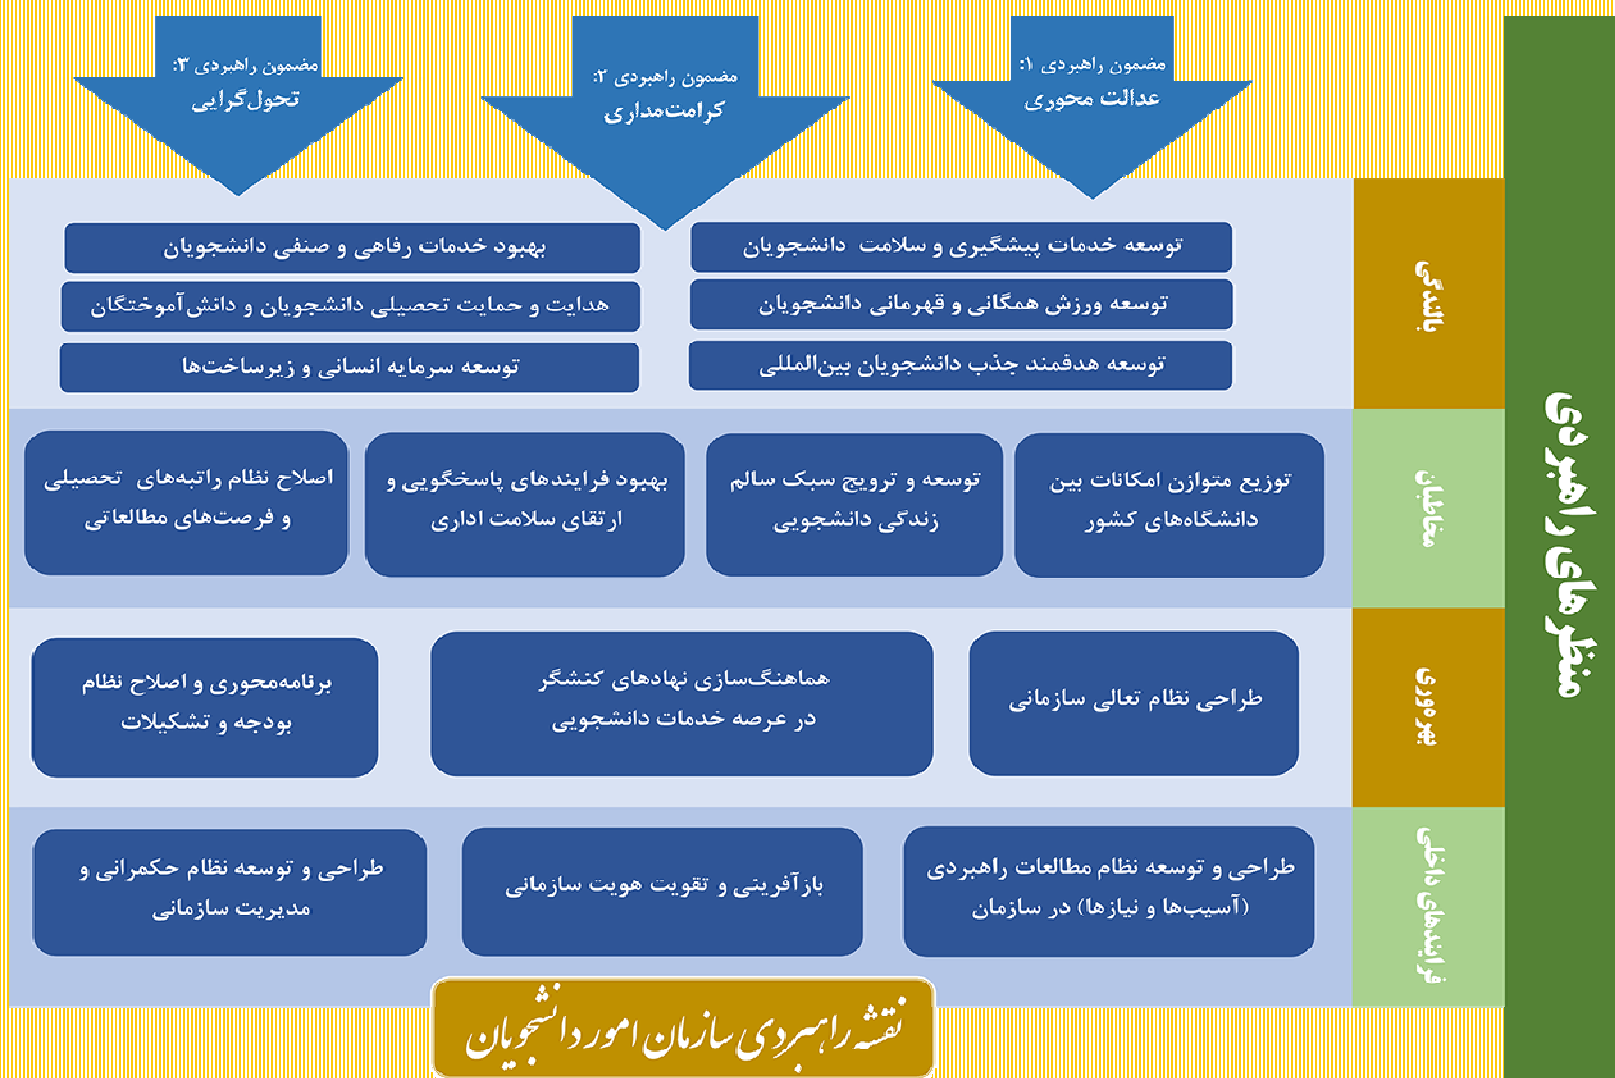 مضمون راهبردی ۱:
عدالت محوری
مضمون راهبردی ۲:
کرامت‌مداری
مضمون راهبردی ۳:
تحول‌گرایی
منظرهای راهبردی
بالندگی
توسعه خدمات پیشگیری و سلامت دانشجویان
بهبود خدمات رفاهی و صنفی دانشجویان
توسعه ورزش همگانی و قهرمانی دانشجویان
هدایت و حمایت تحصیلی دانشجویان و دانش‌آموختگان
توسعه هدفمند جذب دانشجویان بین‌المللی
توسعه سرمایه انسانی و زیرساخت‌ها
مخاطبان
توزیع متوازن امکانات بین
دانشگاه‌های کشور
توسعه و ترویج سبک سالم
زندگی دانشجویی
بهبود فرایندهای پاسخگویی و
ارتقای سلامت اداری
اصلاح نظام راتبه‌های تحصیلی
و فرصت‌های مطالعاتی
بهره‌وری
طراحی نظام تعالی سازمانی
هماهنگ‌سازی نهادهای کنشگر
در عرصه خدمات دانشجویی
برنامه‌محوری و اصلاح نظام
بودجه و تشکیلات
فرایندهای داخلی
طراحی و توسعه نظام مطالعات راهبردی
(آسیب‌ها و نیازها) در سازمان
بازآفرینی و تقویت هویت سازمانی
طراحی و توسعه نظام حکمرانی و
مدیریت سازمانی
نقشه راهبردی سازمان امور دانشجویان